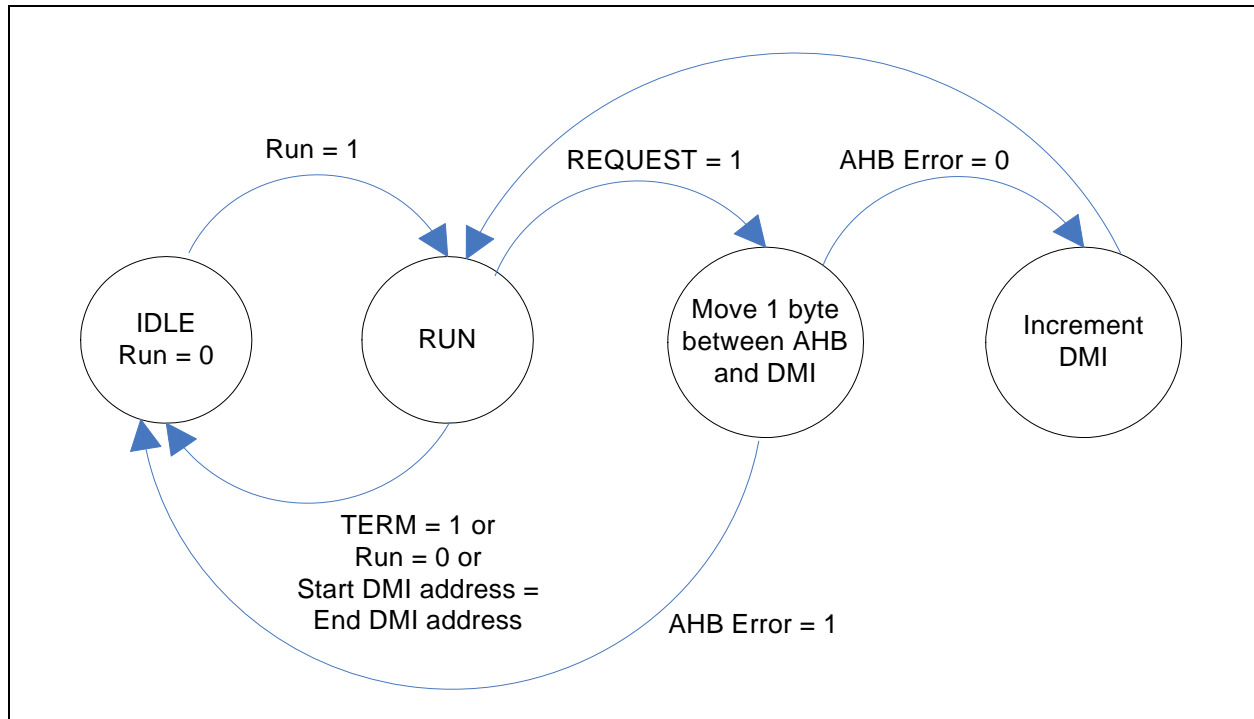 Run = 1
REQUEST = 1
AHB Error = 0
IDLE
Run = 0
RUN
Move 1 byte
between AHB
and DMI
Increment
DMI
TERM = 1 or
Run = 0 or
Start DMI address =
End DMI address
AHB Error = 1